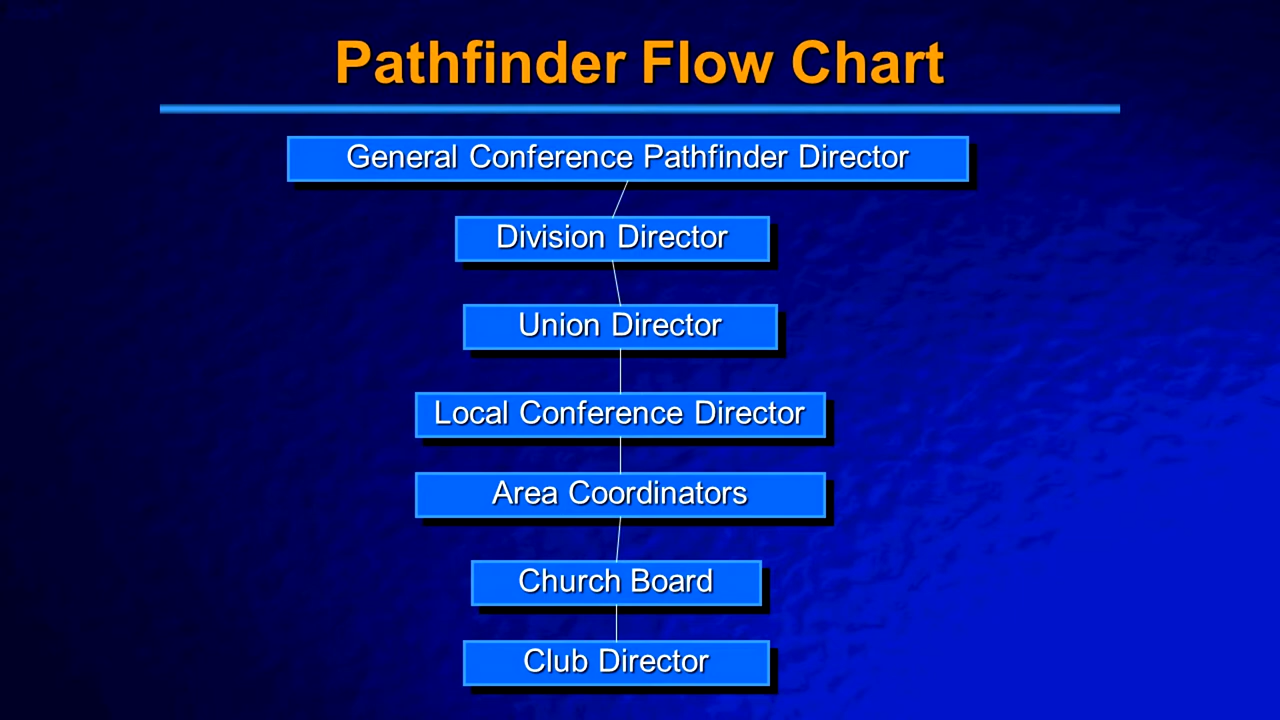 Pathfinder Flow Chart
General Conference Pathfinder Director
Division Director
Union Director
Local Conference Director
Area Coordinators
Church Board
Club Director